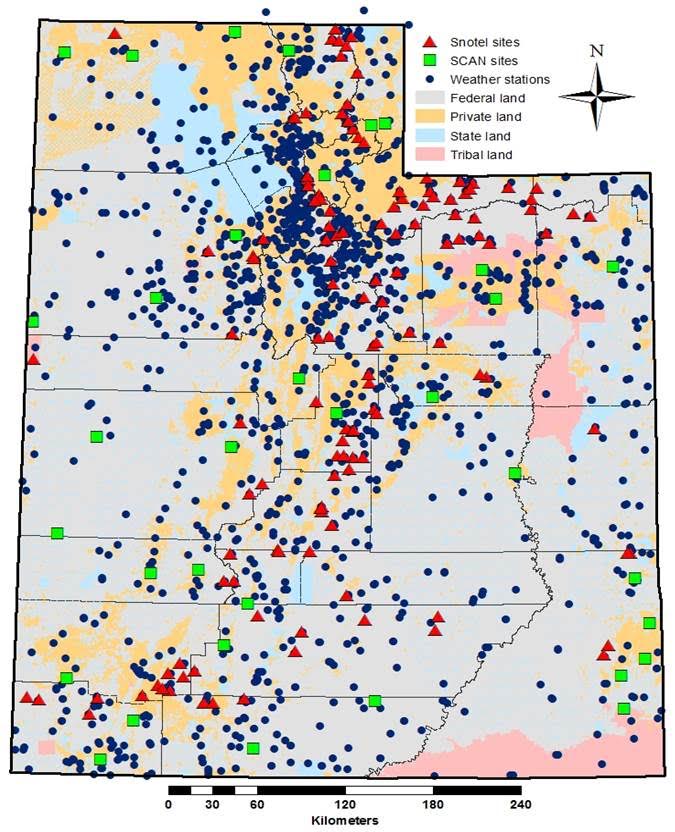 Snotel sites
SCAN sites
Weather stations
Federal land
Private land
State land
Tribal land
N
0 30 60 120 180 240
Kilometers